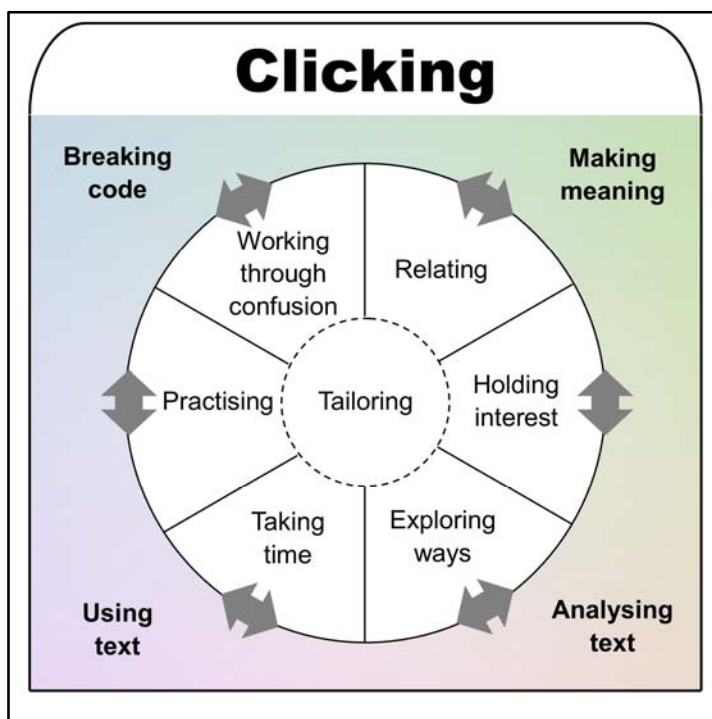 Clicking
Breaking
code
Making
meaning
Working
through
confusion
Relating
Practising
Tailoring
Holding
interest
Taking
time
Exploring
ways
Using
text
Analysing
text